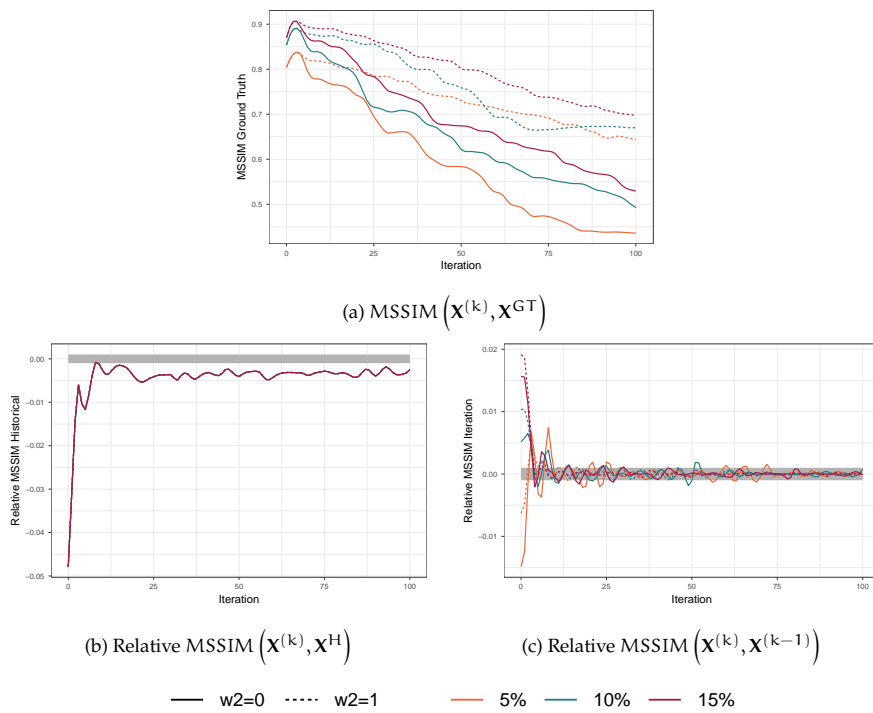 0.9
0.8
0.7
0.6
0.5
MSSIM Ground Truth
0 25 50 75 100
Iteration
(a) MSSIM (X^(k), X^GT)
0.00
−0.01
−0.02
−0.03
−0.04
−0.05
Relative MSSIM Historical
0 25 50 75 100
Iteration
(b) Relative MSSIM (X^(k), X^H)
0.02
0.01
0.00
−0.01
Relative MSSIM Iteration
0 25 50 75 100
Iteration
(c) Relative MSSIM (X^(k), X^(k−1))
w2=0 w2=1 5% 10% 15%